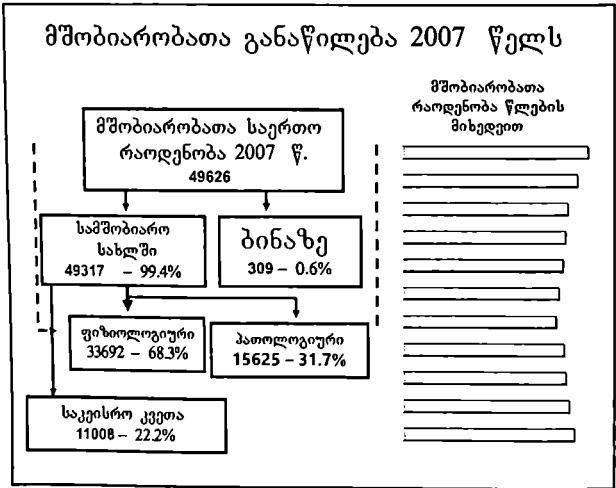 მშობიარობათა განაწილება 2007 წელს
მშობიარობათა
რაოდენობა წლების
მიხედეით
მშობიარობათა საერთო
რაოდენობა 2007 წ.
49626
სამშობიარო
სახლში
49317 – 99.4%
ბინაზე
309 – 0.6%
ფიზიოლოგიური
33692 – 68.3%
პათოლოგიური
15625 – 31.7%
საკეისრო კვეთა
11008 – 22.2%